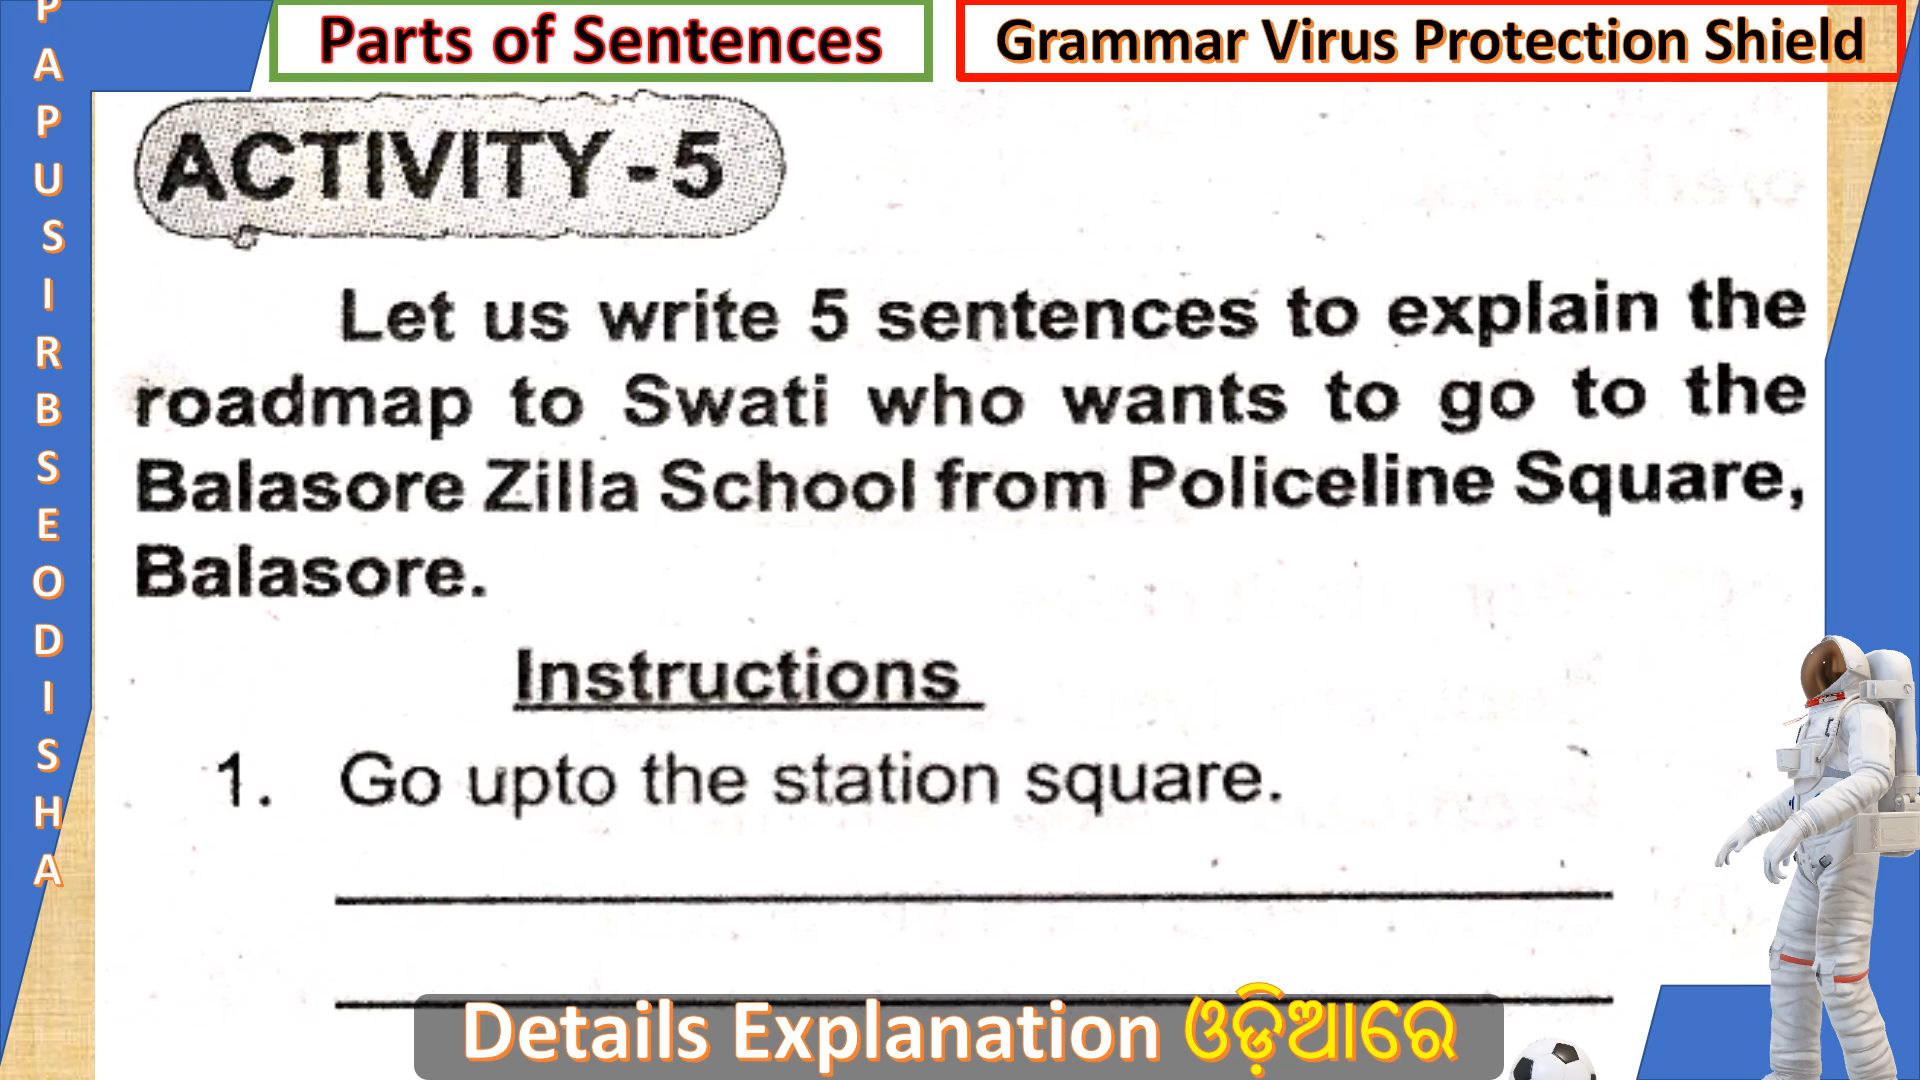 Parts of Sentences
Grammar Virus Protection Shield
P
A
P
U
S
I
R
B
S
E
O
D
I
S
H
A
ACTIVITY - 5
Let us write 5 sentences to explain the
roadmap to Swati who wants to go to the
Balasore Zilla School from Policeline Square,
Balasore.
Instructions
1. Go upto the station square.
Details Explanation ଓଡ଼ିଆରେ